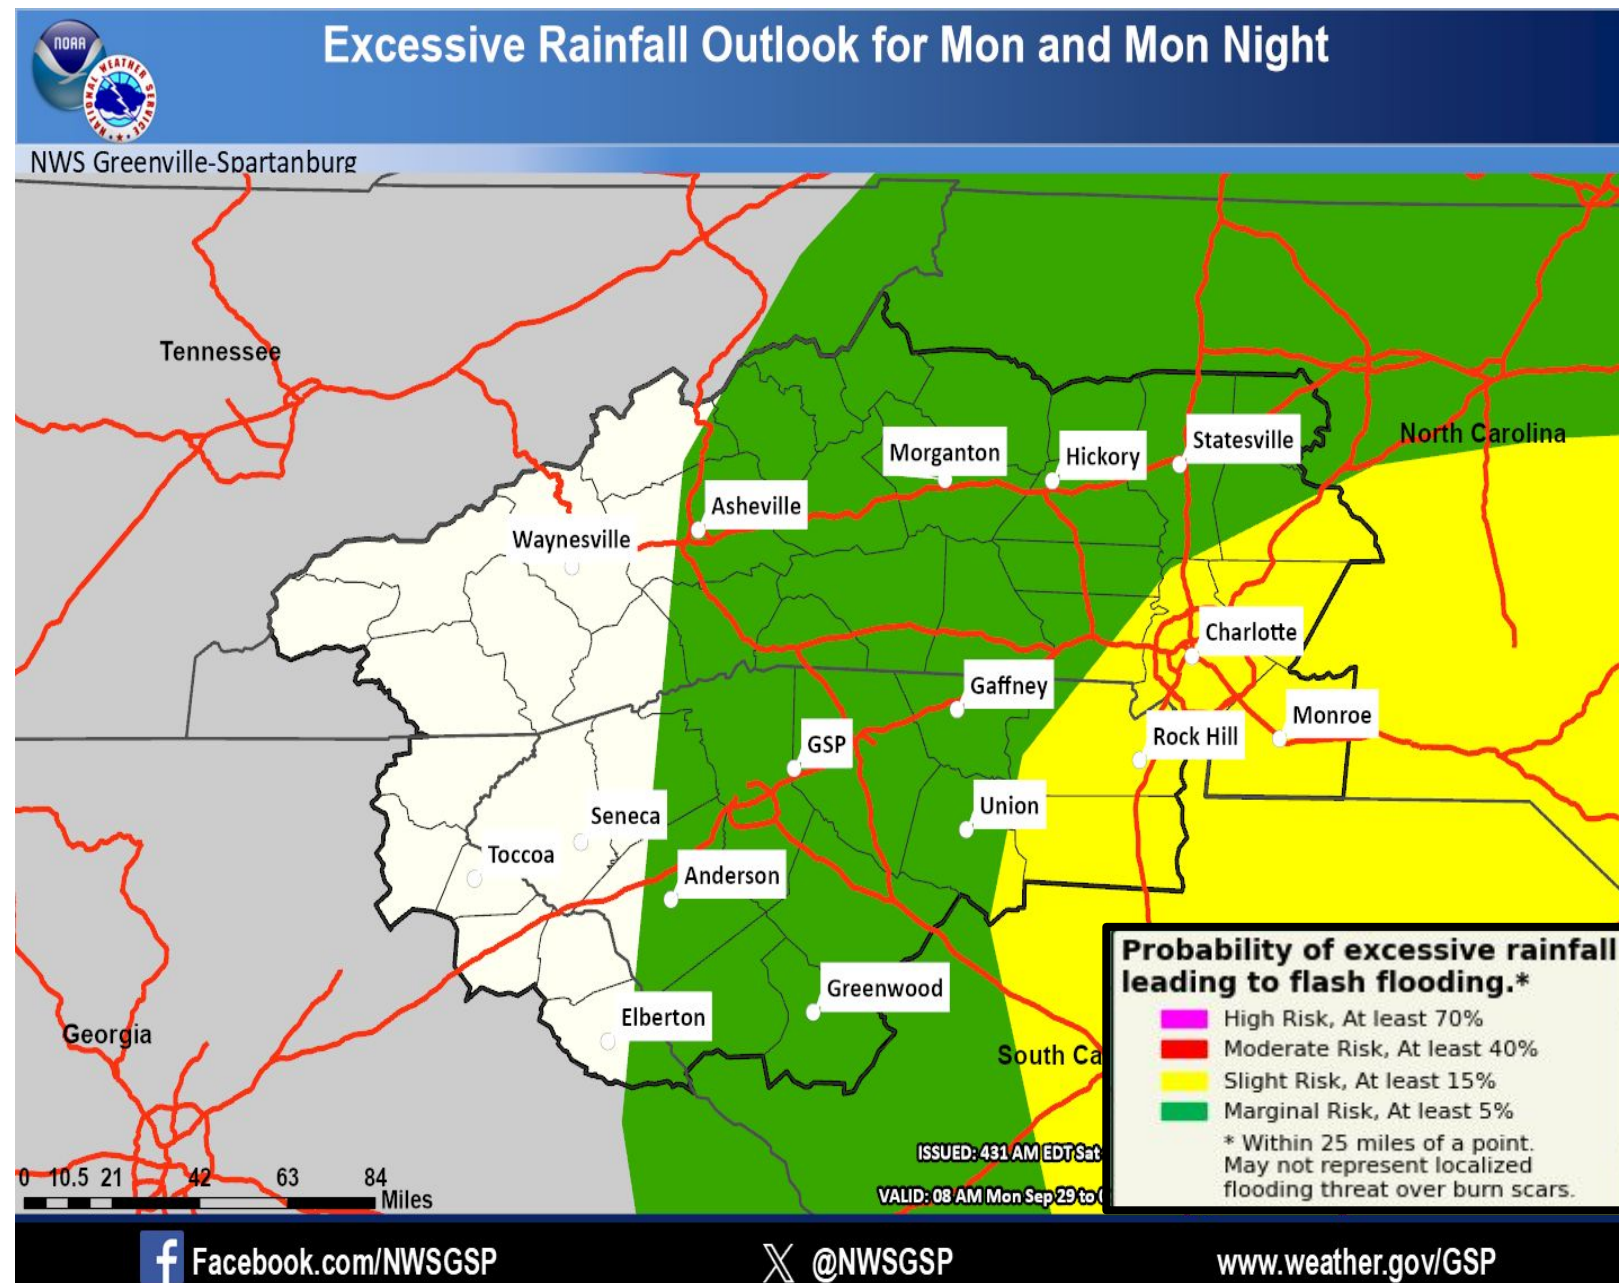 NOAA
NATIONAL WEATHER SERVICE
Excessive Rainfall Outlook for Mon and Mon Night
NWS Greenville-Spartanburg
Tennessee
North Carolina
Morganton
Hickory
Statesville
Asheville
Waynesville
Charlotte
Gaffney
Monroe
Rock Hill
GSP
Union
Seneca
Toccoa
Anderson
Greenwood
Elberton
Georgia
South Ca
Probability of excessive rainfall
leading to flash flooding.*
High Risk, At least 70%
Moderate Risk, At least 40%
Slight Risk, At least 15%
Marginal Risk, At least 5%
* Within 25 miles of a point.
May not represent localized
flooding threat over burn scars.
ISSUED: 431 AM EDT Sat
VALID: 08 AM Mon Sep 29 to
0 10.5 21 42 63 84
Miles
Facebook.com/NWSGSP
X @NWSGSP
www.weather.gov/GSP